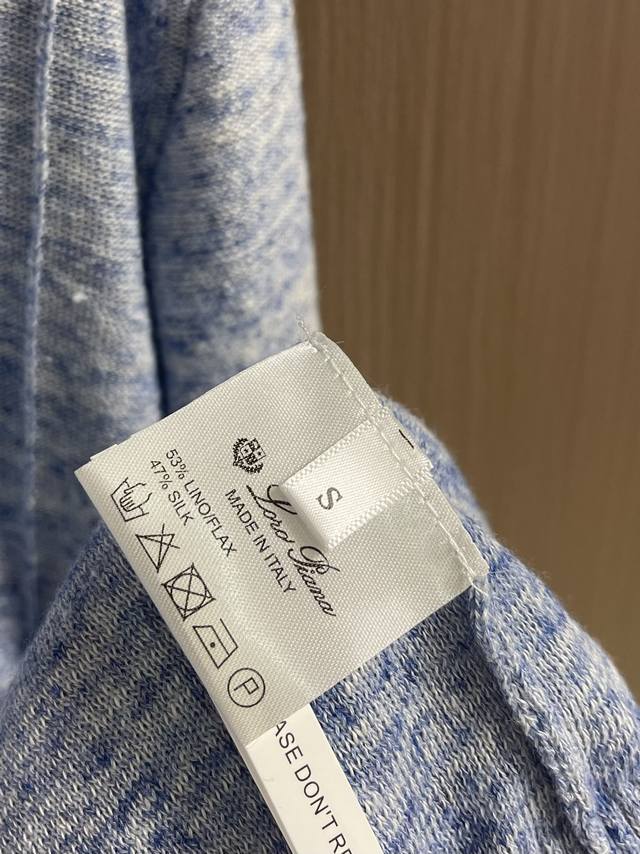 Loro Piana
MADE IN ITALY
53% LINO/FLAX
47% SILK
S
P
ASE DON'T RE